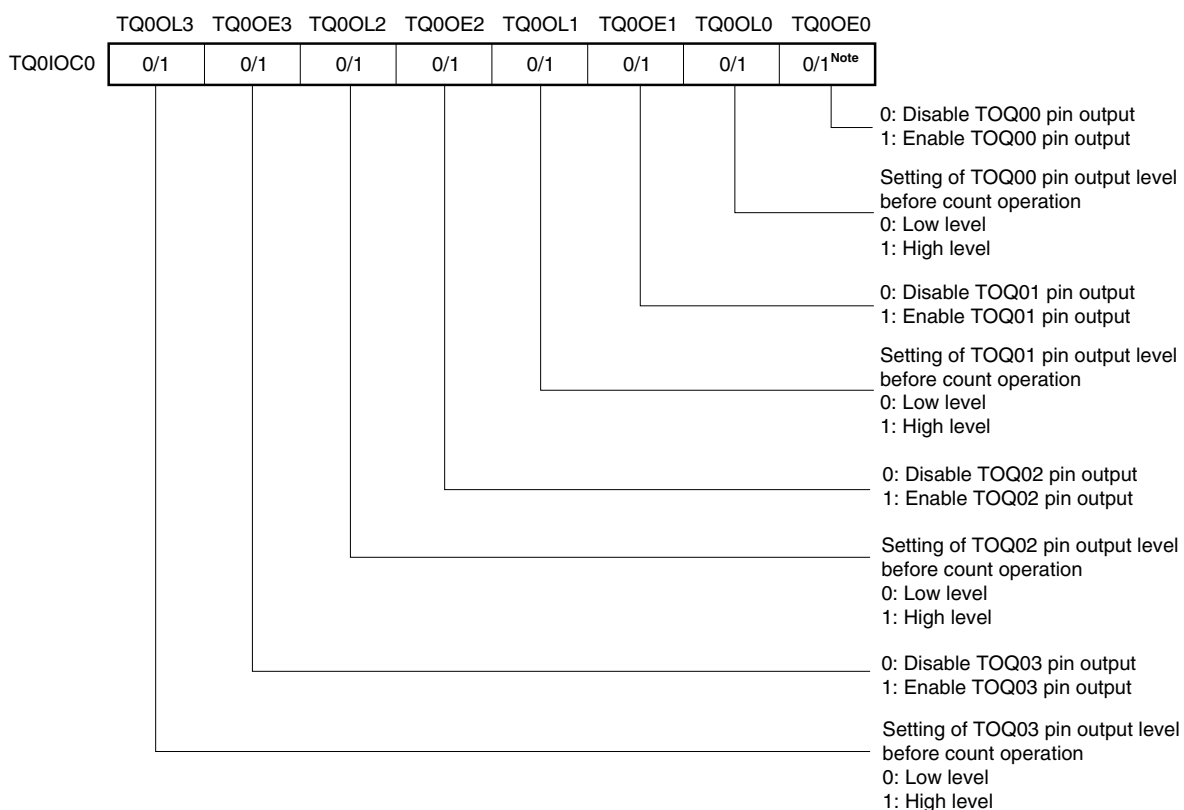 TQ0OL3 TQ0OE3 TQ0OL2 TQ0OE2 TQ0OL1 TQ0OE1 TQ0OL0 TQ0OE0
TQ0IOC0 0/1 0/1 0/1 0/1 0/1 0/1 0/1 0/1 Note
0: Disable TOQ00 pin output
1: Enable TOQ00 pin output
Setting of TOQ00 pin output level
before count operation
0: Low level
1: High level
0: Disable TOQ01 pin output
1: Enable TOQ01 pin output
Setting of TOQ01 pin output level
before count operation
0: Low level
1: High level
0: Disable TOQ02 pin output
1: Enable TOQ02 pin output
Setting of TOQ02 pin output level
before count operation
0: Low level
1: High level
0: Disable TOQ03 pin output
1: Enable TOQ03 pin output
Setting of TOQ03 pin output level
before count operation
0: Low level
1: High level